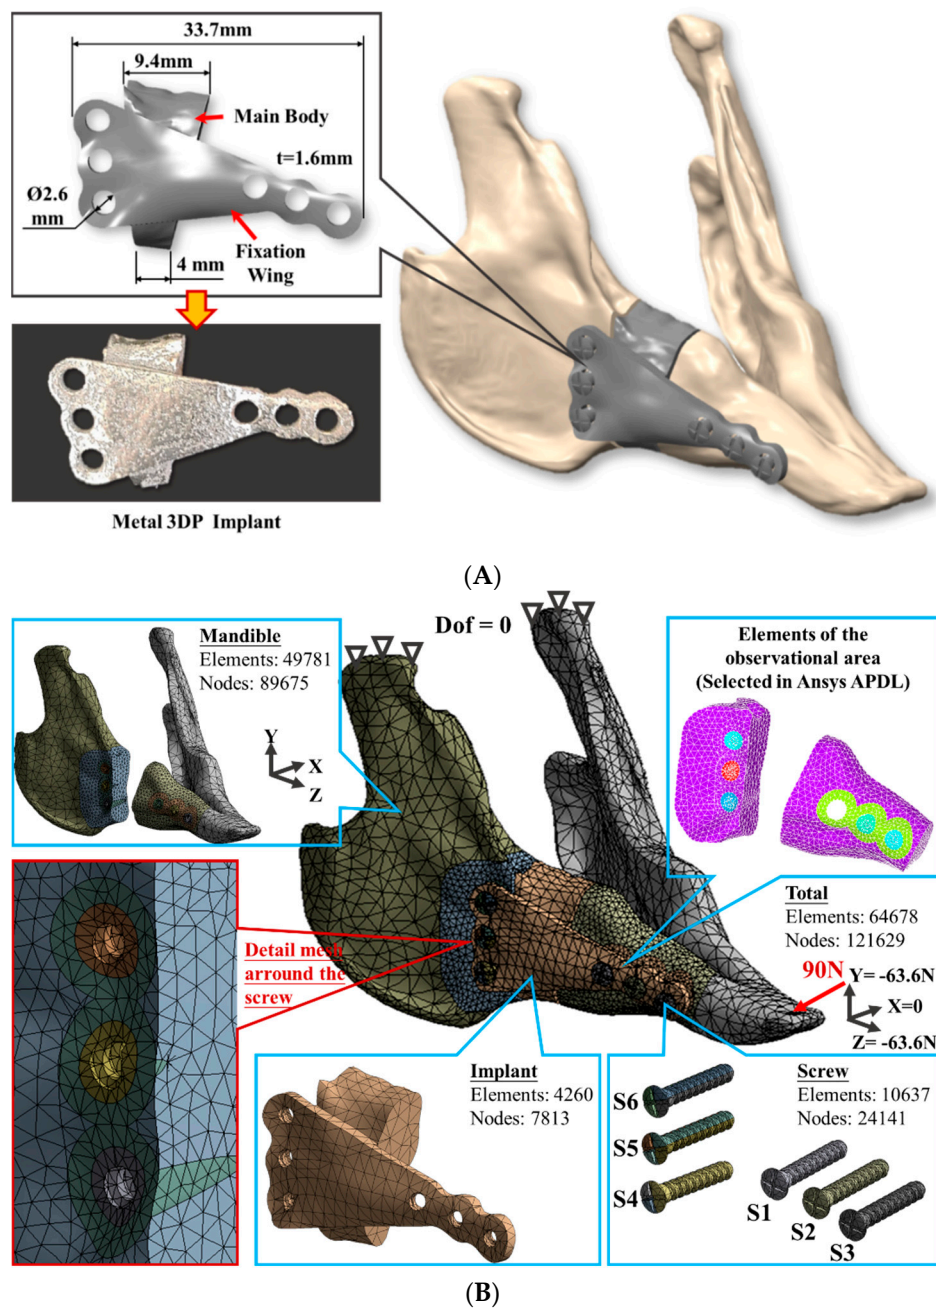 33.7mm
9.4mm
Main Body
t=1.6mm
Ø2.6
mm
Fixation
Wing
4 mm
Metal 3DP Implant
(A)
Mandible
Elements: 49781
Nodes: 89675
Y
X
Z
Dof = 0
Elements of the
observational area
(Selected in Ansys APDL)
Detail mesh
arround the
screw
Total
Elements: 64678
Nodes: 121629
90N
Y= -63.6N
X=0
Z= -63.6N
Implant
Elements: 4260
Nodes: 7813
Screw
Elements: 10637
Nodes: 24141
S6
S5
S4
S1
S2
S3
(B)